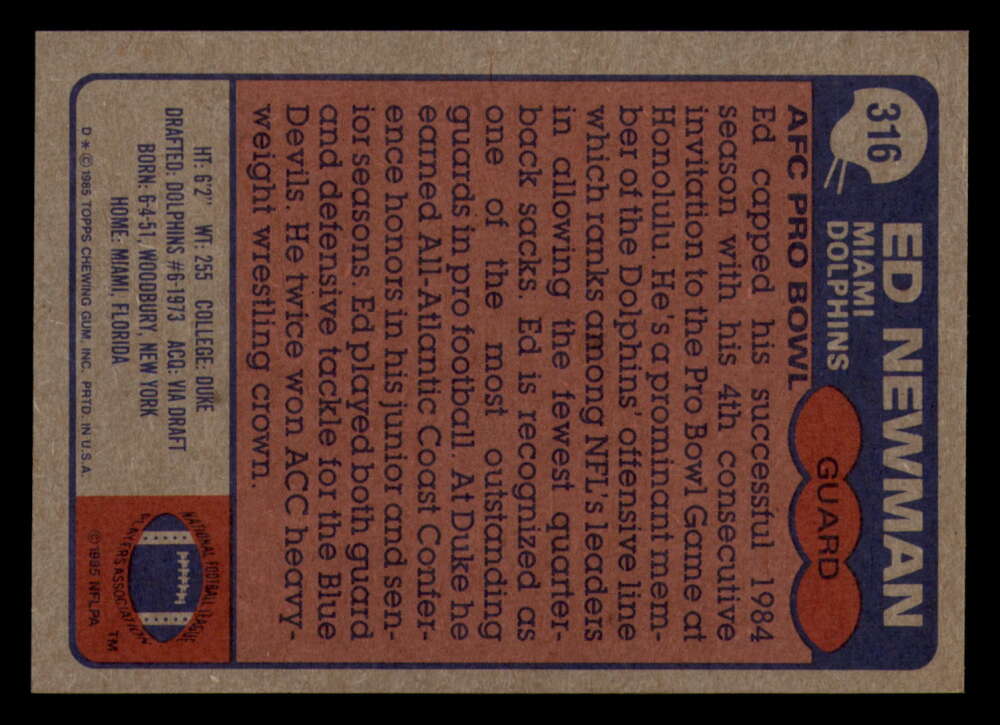 316
ED NEWMAN
MIAMI
DOLPHINS
GUARD
AFC PRO BOWL
Ed capped his successful 1984
season with his 4th consecutive
invitation to the Pro Bowl Game at
Honolulu. He's a prominant mem-
ber of the Dolphins' offensive line
which ranks among NFL's leaders
in allowing the fewest quarter-
back sacks. Ed is recognized as
one of the most outstanding
guards in pro football. At Duke he
earned All-Atlantic Coast Confer-
ence honors in his junior and sen-
ior seasons. Ed played both guard
and defensive tackle for the Blue
Devils. He twice won ACC heavy-
weight wrestling crown.
HT: 6'2" WT: 255 COLLEGE: DUKE
DRAFTED: DOLPHINS #6-1973 ACQ: VIA DRAFT
BORN: 6-4-51, WOODBURY, NEW YORK
HOME: MIAMI, FLORIDA
D*© 1985 TOPPS CHEWING GUM, INC. PRTD. IN U.S.A.
NATIONAL FOOTBALL LEAGUE
PLAYERS ASSOCIATION
TM
© 1985 NFLPA